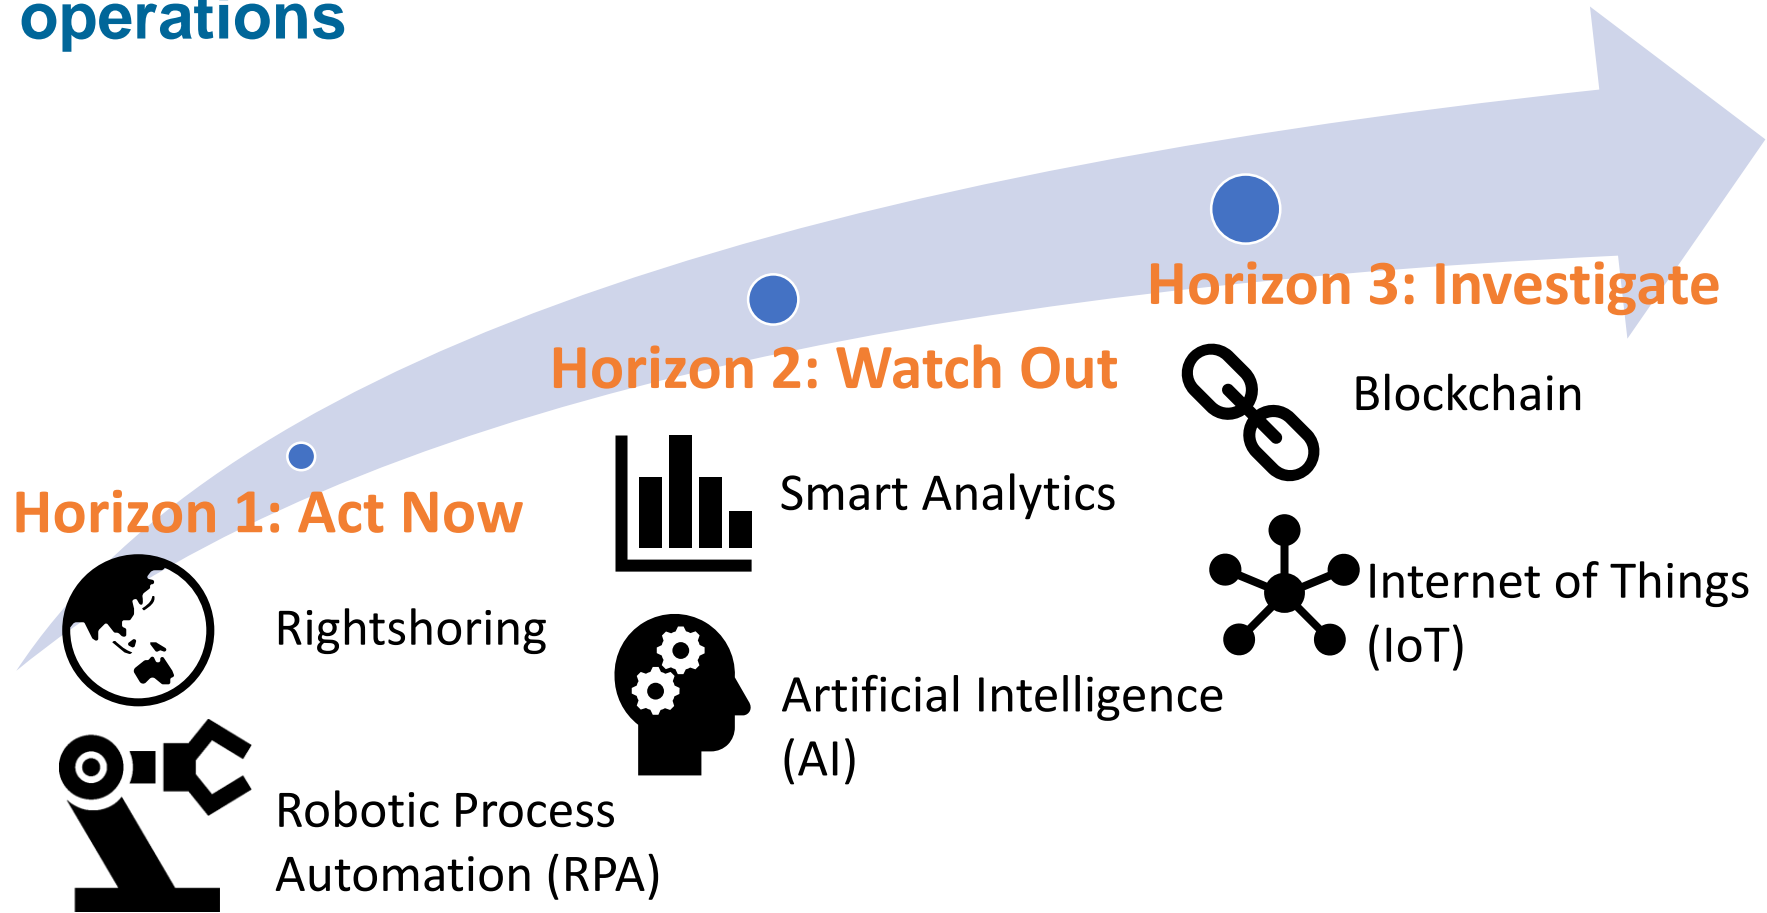 operations
Horizon 1: Act Now
Rightshoring
Robotic Process
Automation (RPA)
Horizon 2: Watch Out
Smart Analytics
Artificial Intelligence
(AI)
Horizon 3: Investigate
Blockchain
Internet of Things
(IoT)